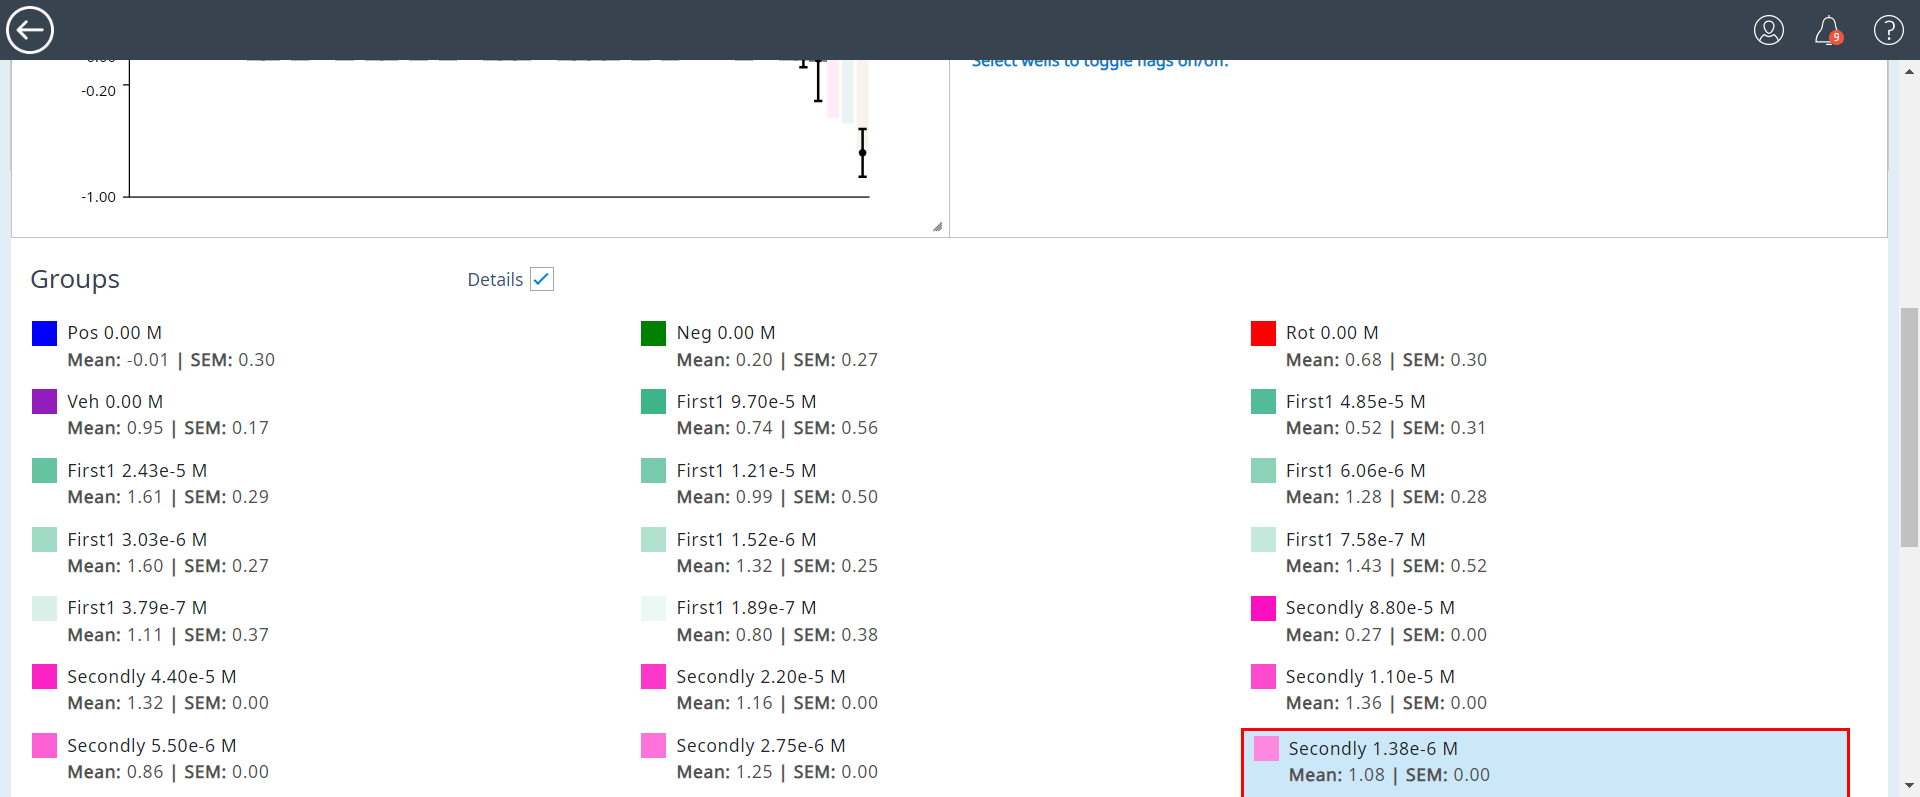 9
-0.20
Select wells to toggle flags on/off.
-1.00
Groups
Details
Pos 0.00 M
Mean: -0.01 | SEM: 0.30
Neg 0.00 M
Mean: 0.20 | SEM: 0.27
Rot 0.00 M
Mean: 0.68 | SEM: 0.30
Veh 0.00 M
Mean: 0.95 | SEM: 0.17
First1 9.70e-5 M
Mean: 0.74 | SEM: 0.56
First1 4.85e-5 M
Mean: 0.52 | SEM: 0.31
First1 2.43e-5 M
Mean: 1.61 | SEM: 0.29
First1 1.21e-5 M
Mean: 0.99 | SEM: 0.50
First1 6.06e-6 M
Mean: 1.28 | SEM: 0.28
First1 3.03e-6 M
Mean: 1.60 | SEM: 0.27
First1 1.52e-6 M
Mean: 1.32 | SEM: 0.25
First1 7.58e-7 M
Mean: 1.43 | SEM: 0.52
First1 3.79e-7 M
Mean: 1.11 | SEM: 0.37
First1 1.89e-7 M
Mean: 0.80 | SEM: 0.38
Secondly 8.80e-5 M
Mean: 0.27 | SEM: 0.00
Secondly 4.40e-5 M
Mean: 1.32 | SEM: 0.00
Secondly 2.20e-5 M
Mean: 1.16 | SEM: 0.00
Secondly 1.10e-5 M
Mean: 1.36 | SEM: 0.00
Secondly 5.50e-6 M
Mean: 0.86 | SEM: 0.00
Secondly 2.75e-6 M
Mean: 1.25 | SEM: 0.00
Secondly 1.38e-6 M
Mean: 1.08 | SEM: 0.00